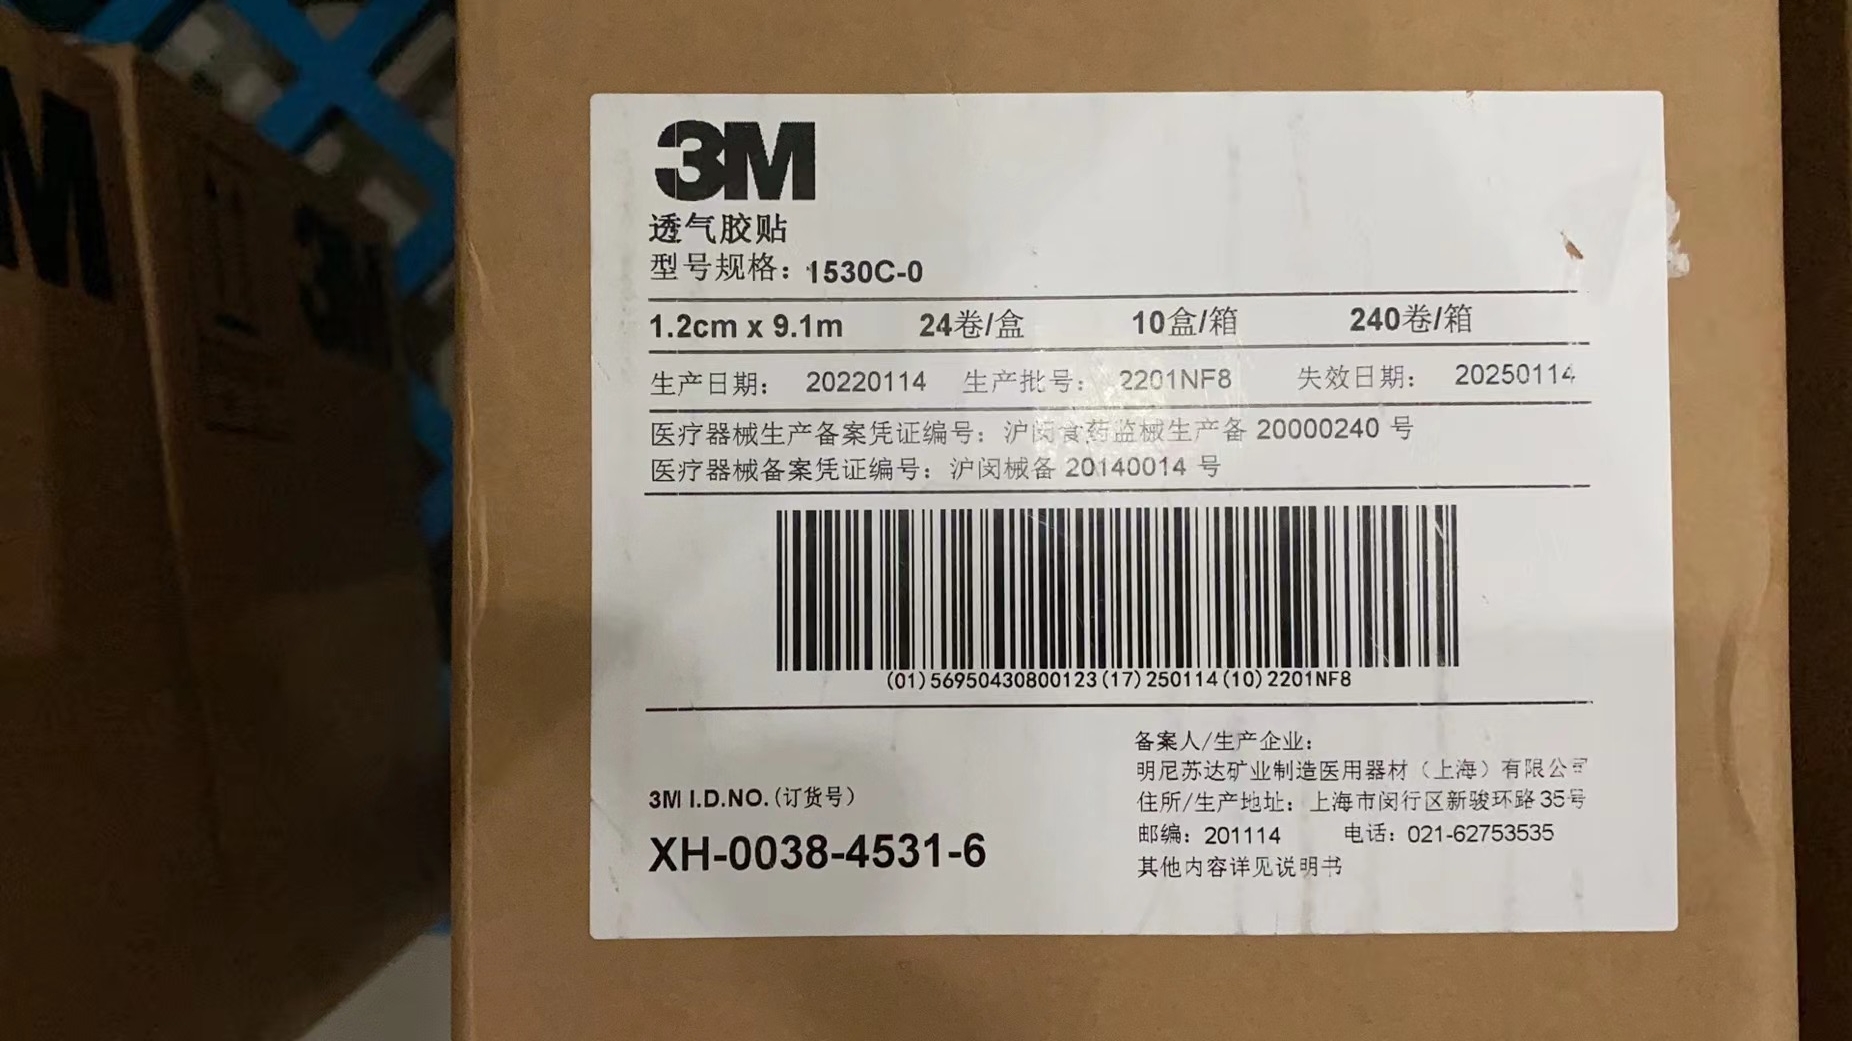 M
3M
透气胶贴
型号规格：1530C-0
1.2cm x 9.1m 24卷/盒 10盒/箱 240卷/箱
生产日期： 20220114 生产批号： 2201NF8 失效日期： 20250114
医疗器械生产备案凭证编号：沪闵食药监械生产备 20000240 号
医疗器械备案凭证编号：沪闵械备 20140014 号
(01)56950430800123(17)250114(10)2201NF8
备案人/生产企业：
明尼苏达矿业制造医用器材（上海）有限公司
住所/生产地址：上海市闵行区新骏环路35号
邮编：201114 电话：021-62753535
其他内容详见说明书
3M I.D.NO.(订货号)
XH-0038-4531-6